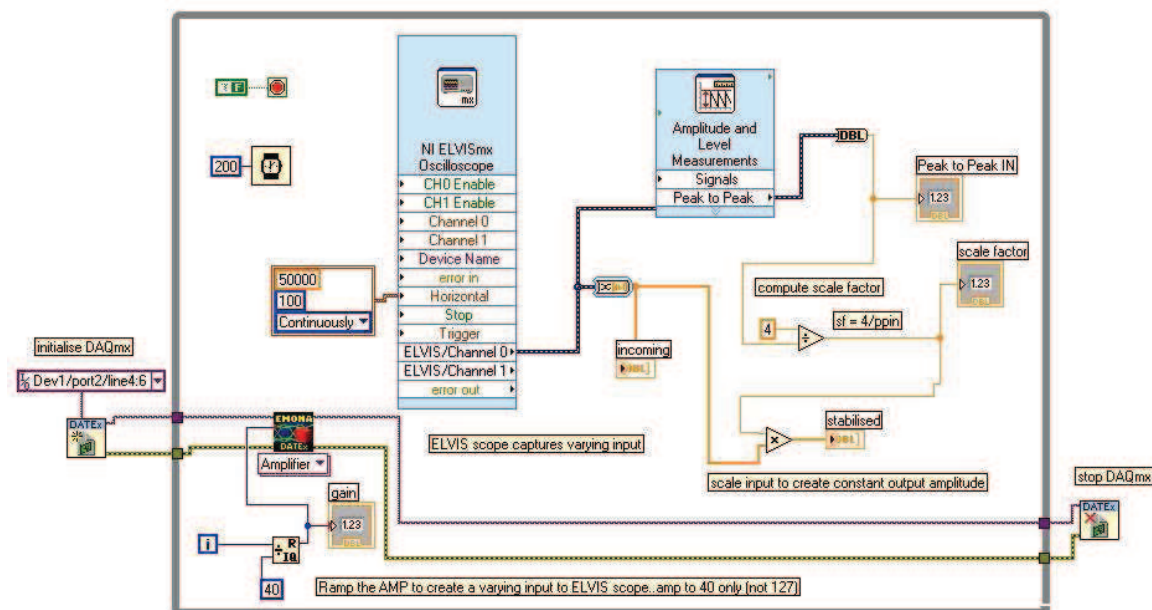 F
200
mx
NI ELVISmx
Oscilloscope
CH0 Enable
CH1 Enable
Channel 0
Channel 1
Device Name
error in
Horizontal
Stop
Trigger
ELVIS/Channel 0
ELVIS/Channel 1
error out
50000
100
Continuously
Amplitude and
Level
Measurements
Signals
Peak to Peak
DBL
Peak to Peak IN
1.23
DBL
scale factor
1.23
DBL
compute scale factor
4
sf = 4/ppin
incoming
DBL
stabilised
DBL
scale input to create constant output amplitude
ELVIS scope captures varying input
initialise DAQmx
Dev1/port2/line4:6
DATEx
EMONA
DATEx
Amplifier
gain
1.23
i
R
IQ
40
Ramp the AMP to create a varying input to ELVIS scope..amp to 40 only (not 127)
stop DAQmx
DATEx